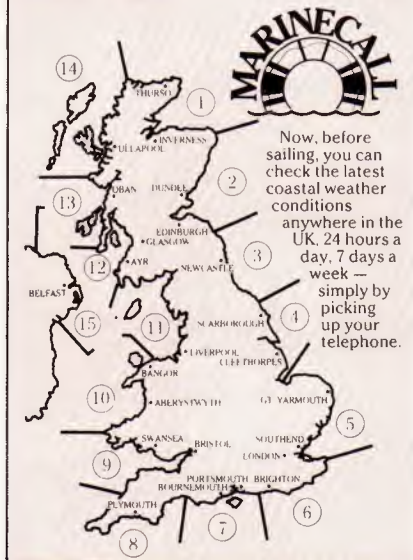 MARINECALL
Now, before
sailing, you can
check the latest
coastal weather
conditions
anywhere in the
UK, 24 hours a
day, 7 days a
week —
simply by
picking
up your
telephone.
14
THURSO
1
INVERNESS
ULLAPOOL
13
OBAN
DUNDEE
2
EDINBURGH
GLASGOW
3
12
AYR
NEWCASTLE
BELFAST
15
11
SCARBOROUGH
4
LIVERPOOL
CLEETHORPES
BANGOR
10
ABERYSTWYTH
GT. YARMOUTH
5
SWANSEA
BRISTOL
SOUTHEND
LONDON
9
PORTSMOUTH
BRIGHTON
BOURNEMOUTH
PLYMOUTH
8
7
6